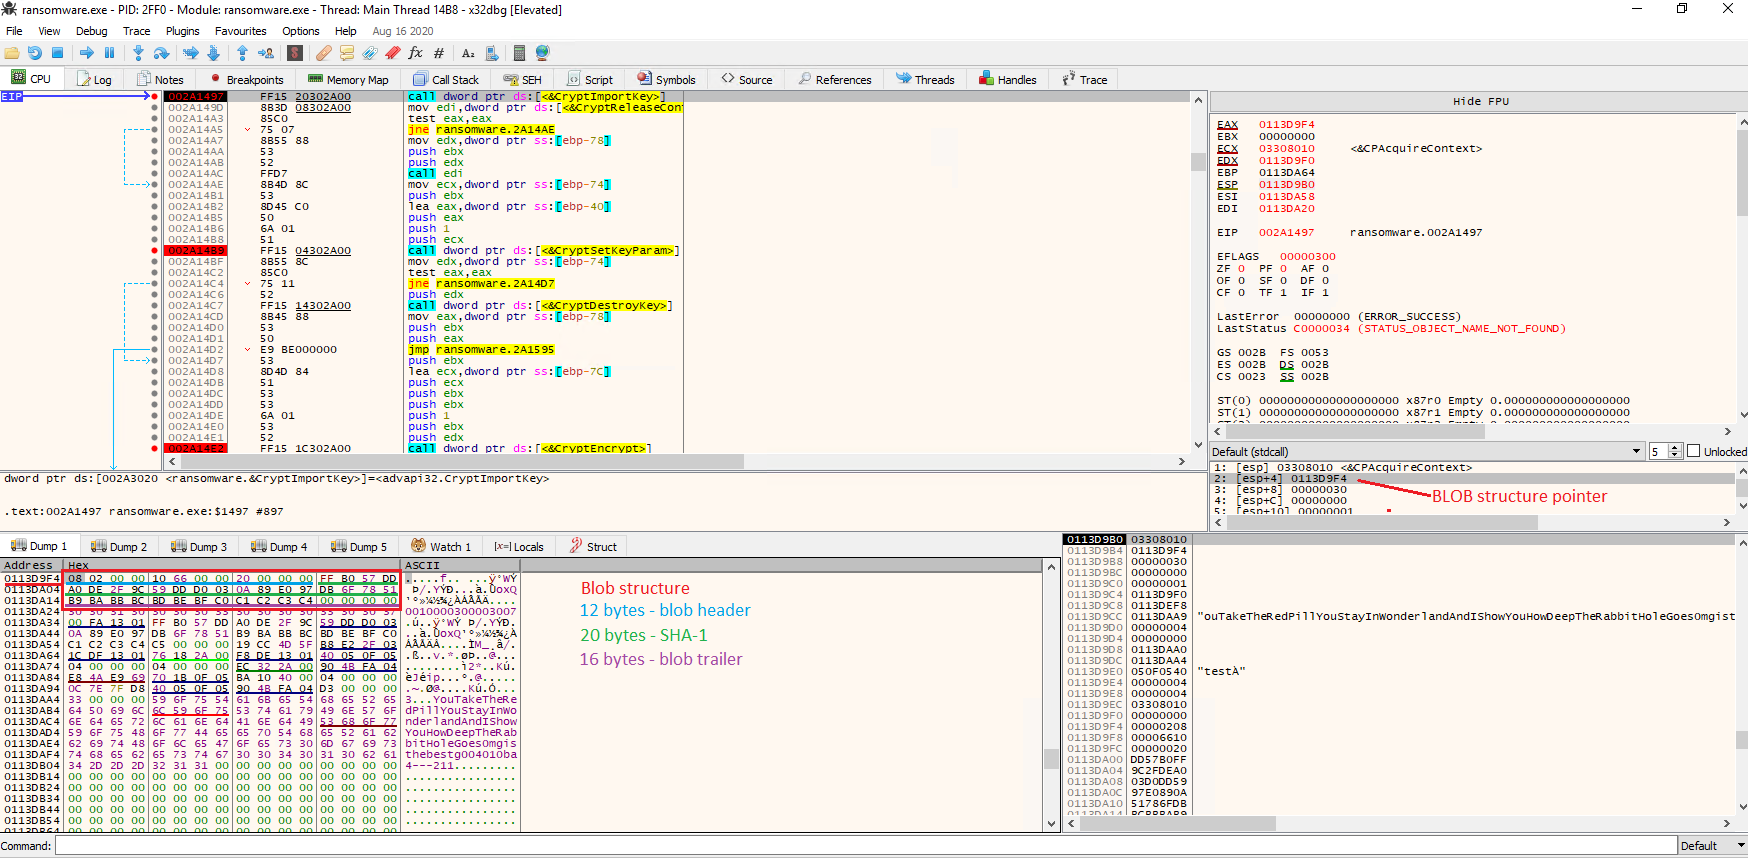 ransomware.exe - PID: 2FF0 - Module: ransomware.exe - Thread: Main Thread 14B8 - x32dbg [Elevated]
File View Debug Trace Plugins Favourites Options Help Aug 16 2020
CPU Log Notes Breakpoints Memory Map Call Stack SEH Script Symbols Source References Threads Handles Trace
EIP
002A1497 FF15 20302A00 call dword ptr ds:[<&CryptImportKey>]
002A149D 8B3D 08302A00 mov edi,dword ptr ds:[<&CryptReleaseCont
002A14A3 85C0 test eax,eax
002A14A5 75 07 jne ransomware.2A14AE
002A14A7 8B55 88 mov edx,dword ptr ss:[ebp-78]
002A14AA 53 push ebx
002A14AB 52 push edx
002A14AC FFD7 call edi
002A14AE 8B4D 8C mov ecx,dword ptr ss:[ebp-74]
002A14B1 53 push ebx
002A14B2 8D45 C0 lea eax,dword ptr ss:[ebp-40]
002A14B5 50 push eax
002A14B6 6A 01 push 1
002A14B8 51 push ecx
002A14B9 FF15 04302A00 call dword ptr ds:[<&CryptSetKeyParam>]
002A14BF 8B55 8C mov edx,dword ptr ss:[ebp-74]
002A14C2 85C0 test eax,eax
002A14C4 75 11 jne ransomware.2A14D7
002A14C6 52 push edx
002A14C7 FF15 14302A00 call dword ptr ds:[<&CryptDestroyKey>]
002A14CD 8B45 88 mov eax,dword ptr ss:[ebp-78]
002A14D0 53 push ebx
002A14D1 50 push eax
002A14D2 E9 BE000000 jmp ransomware.2A1595
002A14D7 53 push ebx
002A14D8 8D4D 84 lea ecx,dword ptr ss:[ebp-7C]
002A14DB 51 push ecx
002A14DC 53 push ebx
002A14DD 53 push ebx
002A14DE 6A 01 push 1
002A14E0 53 push ebx
002A14E1 52 push edx
002A14E2 FF15 1C302A00 call dword ptr ds:[<&CryptEncrypt>]
Hide FPU
EAX 0113D9F4
EBX 00000000
ECX 03308010 <&CPAcquireContext>
EDX 0113D9F0
EBP 0113DA64
ESP 0113D9B0
ESI 0113DA58
EDI 0113DA20
EIP 002A1497 ransomware.002A1497
EFLAGS 00000300
ZF 0 PF 0 AF 0
OF 0 SF 0 DF 0
CF 0 TF 1 IF 1
LastError 00000000 (ERROR_SUCCESS)
LastStatus C0000034 (STATUS_OBJECT_NAME_NOT_FOUND)
GS 002B FS 0053
ES 002B DS 002B
CS 0023 SS 002B
ST(0) 00000000000000000000 x87r0 Empty 0.000000000000000000
ST(1) 00000000000000000000 x87r1 Empty 0.000000000000000000
Default (stdcall) 5 Unlocked
1: [esp] 03308010 <&CPAcquireContext>
2: [esp+4] 0113D9F4
3: [esp+8] 00000030
4: [esp+C] 00000000
5: [esp+10] 00000001
BLOB structure pointer
dword ptr ds:[002A3020 <ransomware.&CryptImportKey>]=<advapi32.CryptImportKey>
.text:002A1497 ransomware.exe:$1497 #897
Dump 1 Dump 2 Dump 3 Dump 4 Dump 5 Watch 1 [x=] Locals Struct
Address Hex ASCII
0113D9F4 08 02 00 00 10 66 00 00 20 00 00 00 FF B0 57 DD .....f.. ...ÿ°WÝ
0113DA04 A0 DE 2F 9C 59 DD D0 03 0A 89 E0 97 DB 6F 78 51
0113DA14 B9 BA BB BC BD BE BF C0 C1 C2 C3 C4 00 00 00 00
0113DA24
0113DA34 00 FA 13 01 FF B0 57 DD A0 DE 2F 9C 59 DD D0 03
0113DA44 0A 89 E0 97 DB 6F 78 51 B9 BA BB BC BD BE BF C0
0113DA54 C1 C2 C3 C4 C5 00 00 00 19 CC 4D 5F B8 E2 2F 03
0113DA64 1C DF 13 01 76 18 2A 00 F8 DE 13 01 40 05 0F 05
0113DA74 04 00 00 00 04 00 00 00 EC 32 2A 00 90 4B FA 04
0113DA84 E8 4A E9 69 70 1B 0F 05 BA 10 40 00 04 00 00 00
0113DA94 0C 7E 7F D8 40 05 0F 05 90 4B FA 04 D3 00 00 00
0113DAA4 33 00 00 00 59 6F 75 54 61 6B 65 54 68 65 52 65 3...YouTakeTheRe
0113DAB4 64 50 69 6C 6C 59 6F 75 53 74 61 79 49 6E 57 6F dPillYouStayInWo
0113DAC4 6E 64 65 72 6C 61 6E 64 41 6E 64 49 53 68 6F 77 nderlandAndIShow
0113DAD4 59 6F 75 48 6F 77 44 65 65 70 54 68 65 52 61 62 YouHowDeepTheRab
0113DAE4 62 69 74 48 6F 6C 65 47 6F 65 73 30 6D 67 69 73 bitHoleGoes0mgis
0113DAF4 74 68 65 62 65 73 74 67 30 30 34 30 31 30 62 61 thebestg004010ba
0113DB04 34 2D 2D 2D 32 31 31 00 00 00 00 00 00 00 00 00 4---211.........
0113DB14 00 00 00 00 00 00 00 00 00 00 00 00 00 00 00 00 ................
0113DB24 00 00 00 00 00 00 00 00 00 00 00 00 00 00 00 00 ................
0113DB34 00 00 00 00 00 00 00 00 00 00 00 00 00 00 00 00 ................
0113DB44 00 00 00 00 00 00 00 00 00 00 00 00 00 00 00 00 ................
0113DB54 00 00 00 00 00 00 00 00 00 00 00 00 00 00 00 00 ................
0113DB64 00 00 00 00 00 00 00 00 00 00 00 00 00 00 00 00
Blob structure
12 bytes - blob header
20 bytes - SHA-1
16 bytes - blob trailer
0113D9B0 03308010
0113D9B4 0113D9F4
0113D9B8 00000030
0113D9BC 00000000
0113D9C0 00000001
0113D9C4 0113D9F0
0113D9C8 0113DEF8
0113D9CC 0113DAA9 "ouTakeTheRedPillYouStayInWonderlandAndIShowYouHowDeepTheRabbitHoleGoes0mgist
0113D9D0 00000004
0113D9D4 00000000
0113D9D8 0113DAA0
0113D9DC 0113DAA4
0113D9E0 050F0540 "testÀ"
0113D9E4 00000004
0113D9E8 00000004
0113D9EC 03308010
0113D9F0 00000000
0113D9F4 00000208
0113D9F8 00006610
0113D9FC 00000020
0113DA00 DD57B0FF
0113DA04 9C2FDEA0
0113DA08 03D0DD59
0113DA0C 97E0890A
0113DA10 51786FDB
Command: Default